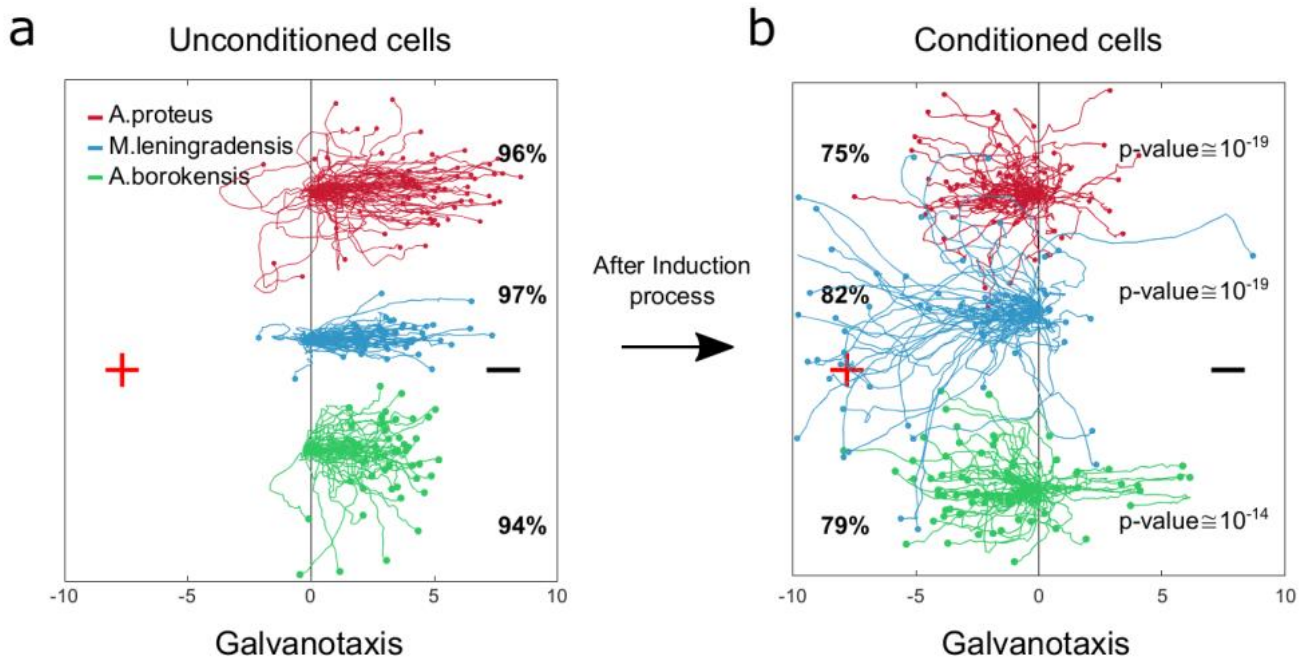 a
Unconditioned cells
A.proteus
M.leningradensis
A.borokensis
96%
97%
+
−
94%
-10
-5
0
5
10
Galvanotaxis
After Induction
process
b
Conditioned cells
75%
p-value≅10⁻¹⁹
82%
p-value≅10⁻¹⁹
+
−
79%
p-value≅10⁻¹⁴
-10
-5
0
5
10
Galvanotaxis